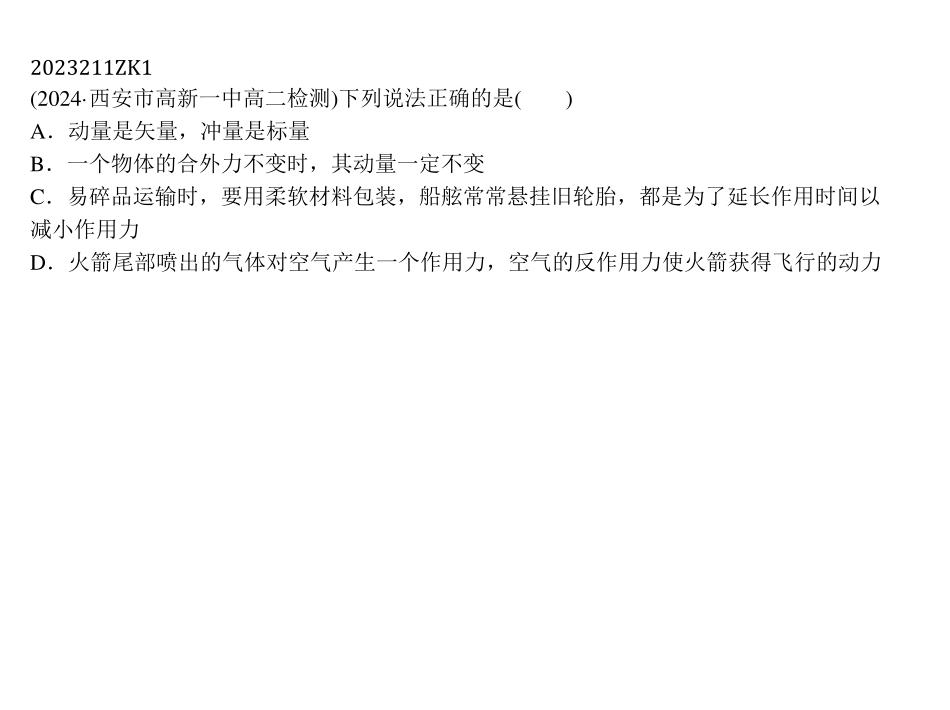 2023211ZK1
(2024·西安市高新一中高二检测)下列说法正确的是(　　)
A．动量是矢量，冲量是标量
B．一个物体的合外力不变时，其动量一定不变
C．易碎品运输时，要用柔软材料包装，船舷常常悬挂旧轮胎，都是为了延长作用时间以
减小作用力
D．火箭尾部喷出的气体对空气产生一个作用力，空气的反作用力使火箭获得飞行的动力